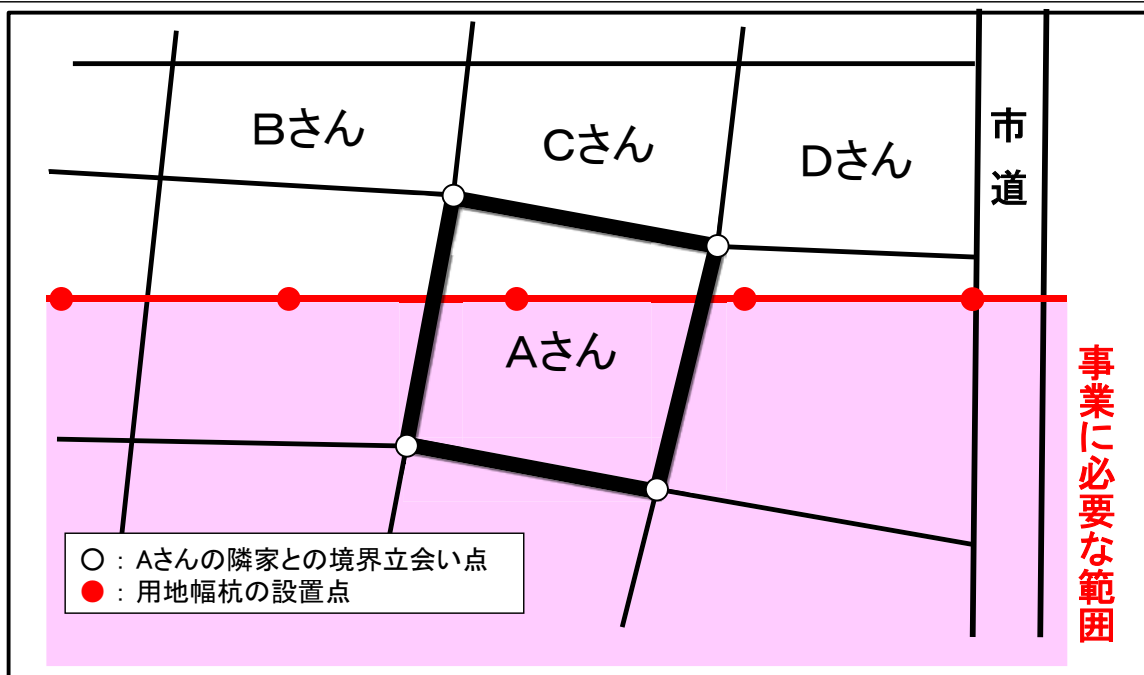 Bさん
Cさん
Dさん
市道
Aさん
事業に必要な範囲
○ : Aさんの隣家との境界立会い点
● : 用地幅杭の設置点